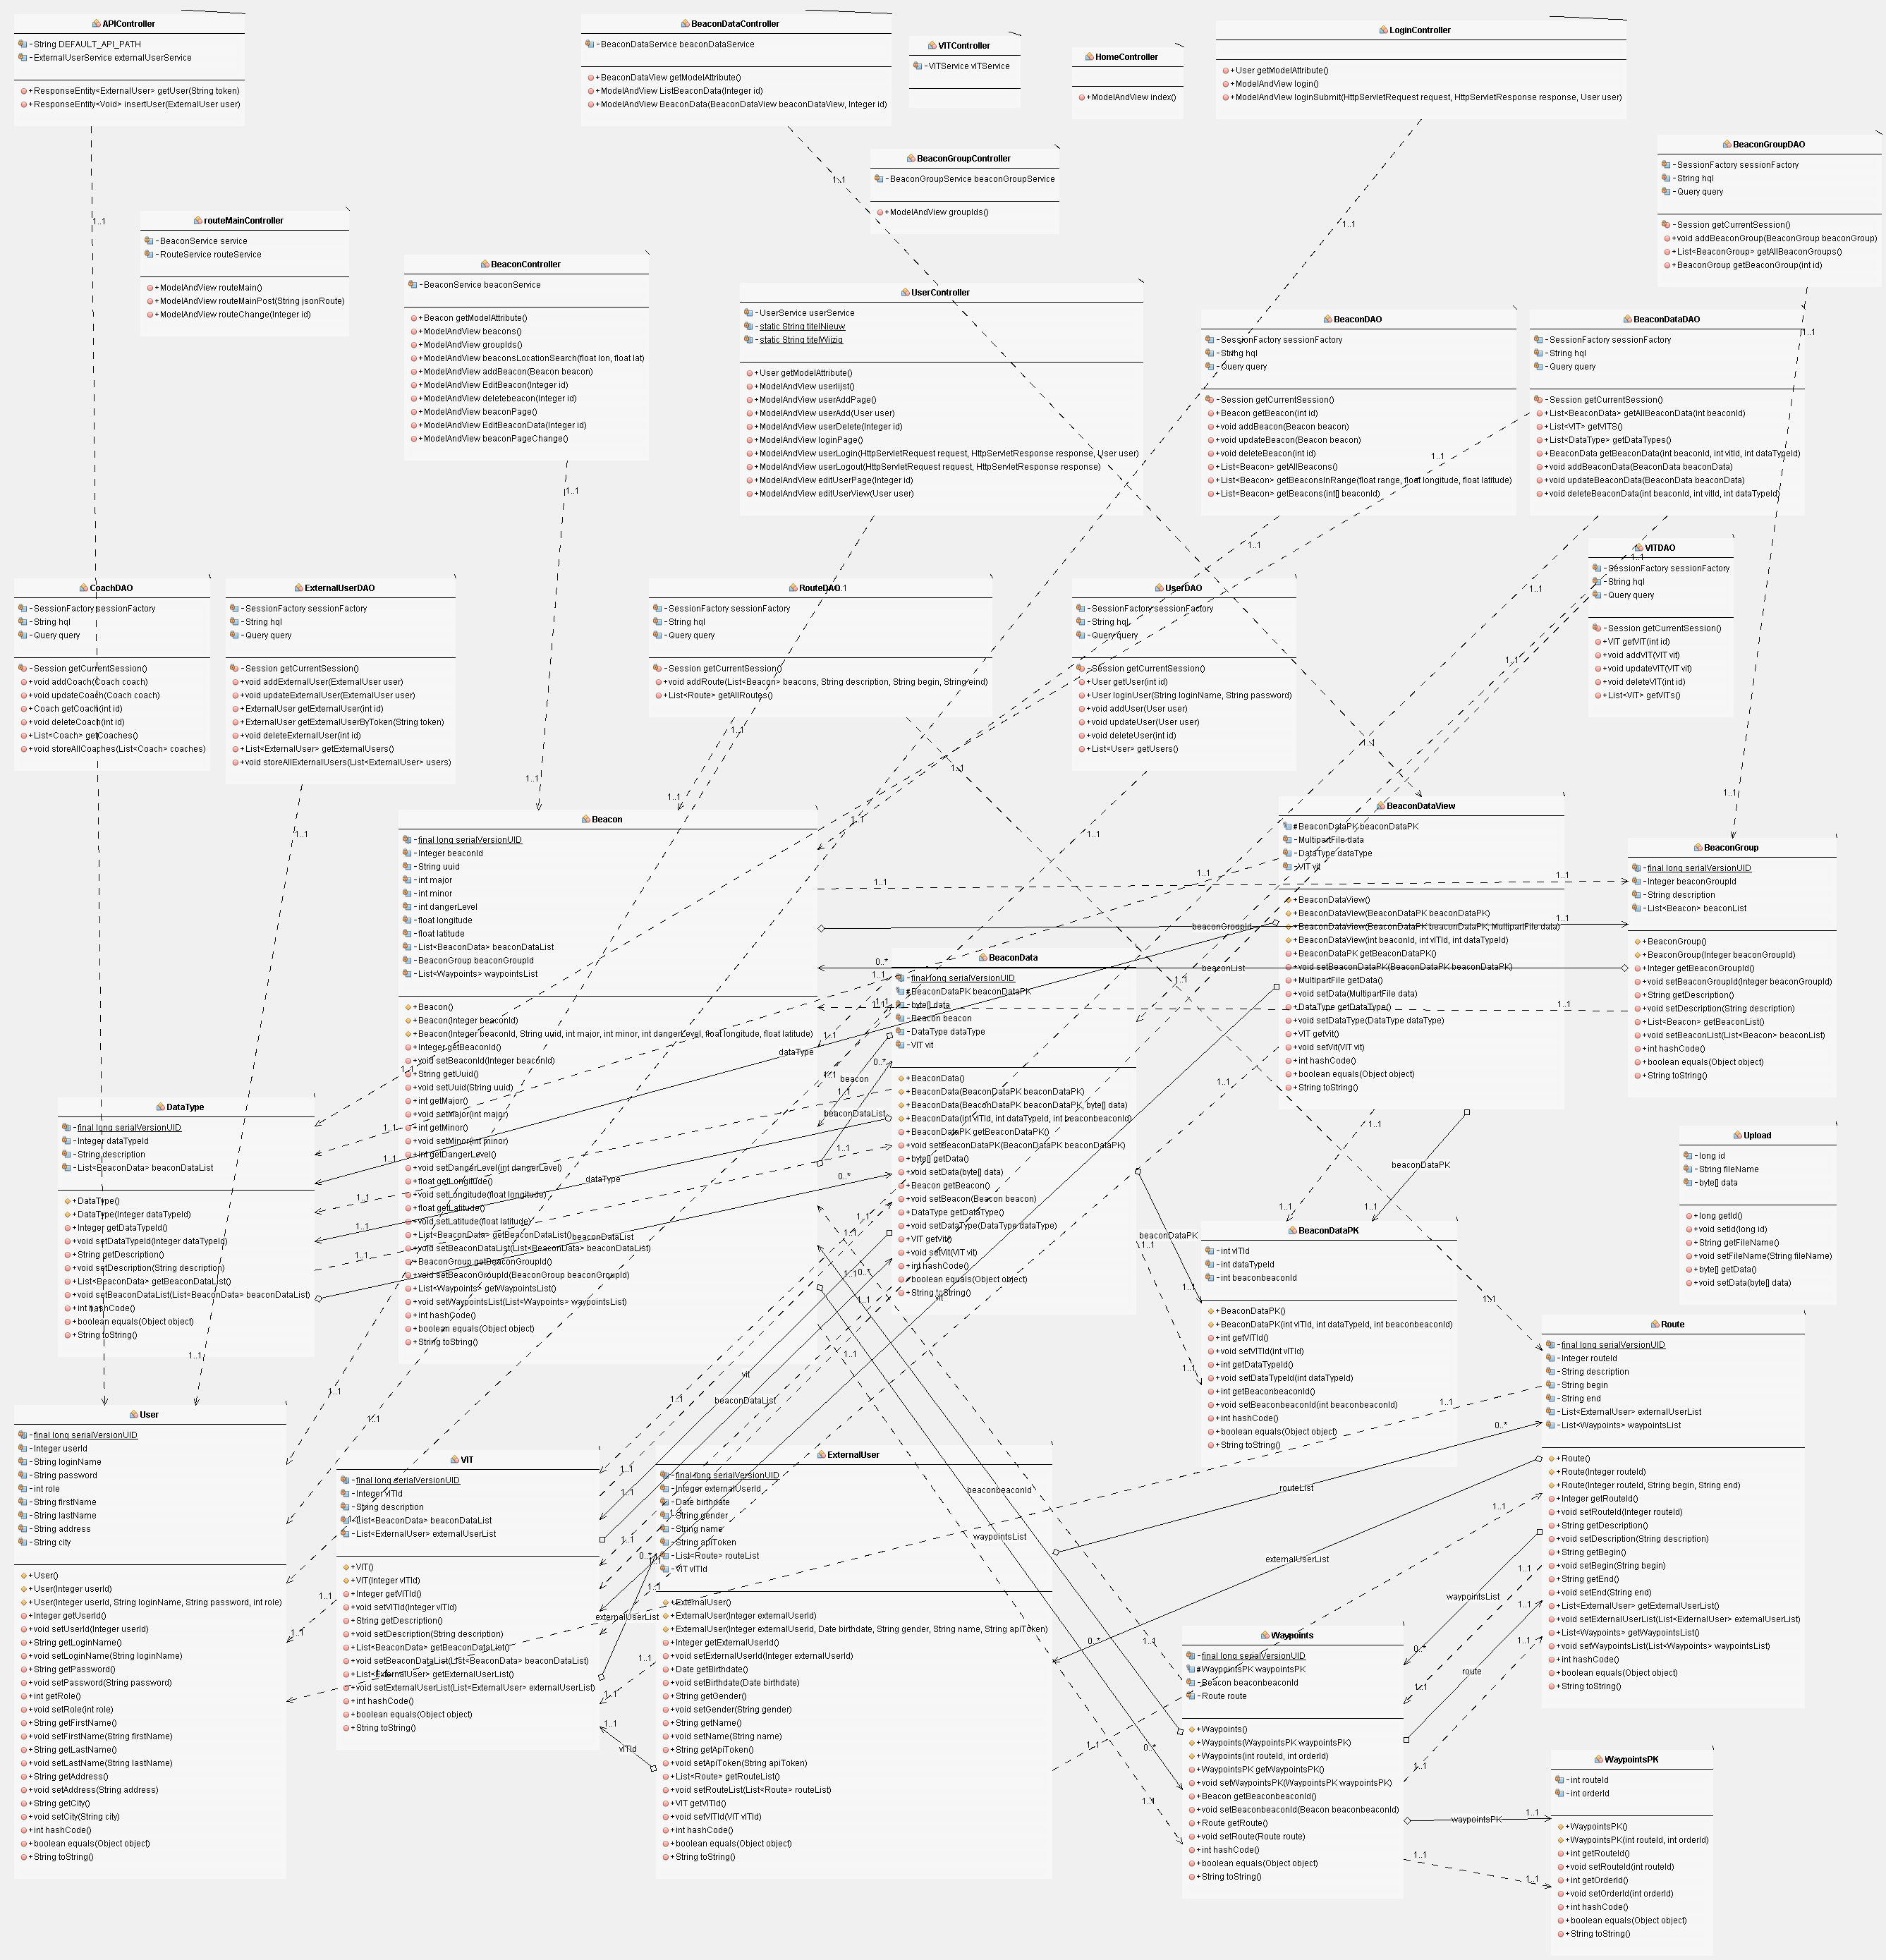 APIController
-String DEFAULT_API_PATH
-ExternalUserService externalUserService
+ResponseEntity<ExternalUser> getUser(String token)
+ResponseEntity<Void> insertUser(ExternalUser user)
BeaconDataController
-BeaconDataService beaconDataService
+BeaconDataView getModelAttribute()
+ModelAndView ListBeaconData(Integer id)
+ModelAndView BeaconData(BeaconDataView beaconDataView, Integer id)
VITController
-VITService vITService
HomeController
+ModelAndView index()
LoginController
+User getModelAttribute()
+ModelAndView login()
+ModelAndView loginSubmit(HttpServletRequest request, HttpServletResponse response, User user)
BeaconGroupController
-BeaconGroupService beaconGroupService
+ModelAndView groupIds()
BeaconGroupDAO
-SessionFactory sessionFactory
-String hql
-Query query
-Session getCurrentSession()
+void addBeaconGroup(BeaconGroup beaconGroup)
+List<BeaconGroup> getAllBeaconGroups()
+BeaconGroup getBeaconGroup(int id)
routeMainController
-BeaconService service
-RouteService routeService
+ModelAndView routeMain()
+ModelAndView routeMainPost(String jsonRoute)
+ModelAndView routeChange(Integer id)
BeaconController
-BeaconService beaconService
+Beacon getModelAttribute()
+ModelAndView beacons()
+ModelAndView groupIds()
+ModelAndView beaconsLocationSearch(float lon, float lat)
+ModelAndView addBeacon(Beacon beacon)
+ModelAndView EditBeacon(Integer id)
+ModelAndView deletebeacon(Integer id)
+ModelAndView beaconPage()
+ModelAndView EditBeaconData(Integer id)
+ModelAndView beaconPageChange()
UserController
-UserService userService
-static String titelNieuw
-static String titelWijzig
+User getModelAttribute()
+ModelAndView userlijst()
+ModelAndView userAddPage()
+ModelAndView userAdd(User user)
+ModelAndView userDelete(Integer id)
+ModelAndView loginPage()
+ModelAndView userLogin(HttpServletRequest request, HttpServletResponse response, User user)
+ModelAndView userLogout(HttpServletRequest request, HttpServletResponse response)
+ModelAndView editUserPage(Integer id)
+ModelAndView editUserView(User user)
BeaconDAO
-SessionFactory sessionFactory
-String hql
-Query query
-Session getCurrentSession()
+Beacon getBeacon(int id)
+void addBeacon(Beacon beacon)
+void updateBeacon(Beacon beacon)
+void deleteBeacon(int id)
+List<Beacon> getAllBeacons()
+List<Beacon> getBeaconsInRange(float range, float longitude, float latitude)
+List<Beacon> getBeacons(int[] beaconId)
BeaconDataDAO
-SessionFactory sessionFactory
-String hql
-Query query
-Session getCurrentSession()
+List<BeaconData> getAllBeaconData(int beaconId)
+List<VIT> getVITS()
+List<DataType> getDataTypes()
+BeaconData getBeaconData(int beaconId, int vitId, int dataTypeId)
+void addBeaconData(BeaconData beaconData)
+void updateBeaconData(BeaconData beaconData)
+void deleteBeaconData(int beaconId, int vitId, int dataTypeId)
VITDAO
-SessionFactory sessionFactory
-String hql
-Query query
-Session getCurrentSession()
+VIT getVIT(int id)
+void addVIT(VIT vit)
+void updateVIT(VIT vit)
+void deleteVIT(int id)
+List<VIT> getVITs()
CoachDAO
-SessionFactory sessionFactory
-String hql
-Query query
-Session getCurrentSession()
+void addCoach(Coach coach)
+void updateCoach(Coach coach)
+Coach getCoach(int id)
+void deleteCoach(int id)
+List<Coach> getCoaches()
+void storeAllCoaches(List<Coach> coaches)
ExternalUserDAO
-SessionFactory sessionFactory
-String hql
-Query query
-Session getCurrentSession()
+void addExternalUser(ExternalUser user)
+void updateExternalUser(ExternalUser user)
+ExternalUser getExternalUser(int id)
+ExternalUser getExternalUserByToken(String token)
+void deleteExternalUser(int id)
+List<ExternalUser> getExternalUsers()
+void storeAllExternalUsers(List<ExternalUser> users)
RouteDAO
-SessionFactory sessionFactory
-String hql
-Query query
-Session getCurrentSession()
+void addRoute(List<Beacon> beacons, String description, String begin, String eind)
+List<Route> getAllRoutes()
UserDAO
-SessionFactory sessionFactory
-String hql
-Query query
-Session getCurrentSession()
+User getUser(int id)
+User loginUser(String loginName, String password)
+void addUser(User user)
+void updateUser(User user)
+void deleteUser(int id)
+List<User> getUsers()
Beacon
-final long serialVersionUID
-Integer beaconId
-String uuid
-int major
-int minor
-int dangerLevel
-float longitude
-float latitude
-List<BeaconData> beaconDataList
-BeaconGroup beaconGroupId
-List<Waypoints> waypointsList
+Beacon()
+Beacon(Integer beaconId)
+Beacon(Integer beaconId, String uuid, int major, int minor, int dangerLevel, float longitude, float latitude)
+Integer getBeaconId()
+void setBeaconId(Integer beaconId)
+String getUuid()
+void setUuid(String uuid)
+int getMajor()
+void setMajor(int major)
+int getMinor()
+void setMinor(int minor)
+int getDangerLevel()
+void setDangerLevel(int dangerLevel)
+float getLongitude()
+void setLongitude(float longitude)
+float getLatitude()
+void setLatitude(float latitude)
+List<BeaconData> getBeaconDataList()
+void setBeaconDataList(List<BeaconData> beaconDataList)
+BeaconGroup getBeaconGroupId()
+void setBeaconGroupId(BeaconGroup beaconGroupId)
+List<Waypoints> getWaypointsList()
+void setWaypointsList(List<Waypoints> waypointsList)
+int hashCode()
+boolean equals(Object object)
+String toString()
BeaconDataView
#BeaconDataPK beaconDataPK
-MultipartFile data
-DataType dataType
-VIT vit
+BeaconDataView()
+BeaconDataView(BeaconDataPK beaconDataPK)
+BeaconDataView(BeaconDataPK beaconDataPK, MultipartFile data)
+BeaconDataView(int beaconId, int vITId, int dataTypeId)
+BeaconDataPK getBeaconDataPK()
+void setBeaconDataPK(BeaconDataPK beaconDataPK)
+MultipartFile getData()
+void setData(MultipartFile data)
+DataType getDataType()
+void setDataType(DataType dataType)
+VIT getVit()
+void setVit(VIT vit)
+int hashCode()
+boolean equals(Object object)
+String toString()
BeaconGroup
-final long serialVersionUID
-Integer beaconGroupId
-String description
-List<Beacon> beaconList
+BeaconGroup()
+BeaconGroup(Integer beaconGroupId)
+Integer getBeaconGroupId()
+void setBeaconGroupId(Integer beaconGroupId)
+String getDescription()
+void setDescription(String description)
+List<Beacon> getBeaconList()
+void setBeaconList(List<Beacon> beaconList)
+int hashCode()
+boolean equals(Object object)
+String toString()
BeaconData
-final long serialVersionUID
#BeaconDataPK beaconDataPK
-byte[] data
-Beacon beacon
-DataType dataType
-VIT vit
+BeaconData()
+BeaconData(BeaconDataPK beaconDataPK)
+BeaconData(BeaconDataPK beaconDataPK, byte[] data)
+BeaconData(int vITId, int dataTypeId, int beaconbeaconId)
+BeaconDataPK getBeaconDataPK()
+void setBeaconDataPK(BeaconDataPK beaconDataPK)
+byte[] getData()
+void setData(byte[] data)
+Beacon getBeacon()
+void setBeacon(Beacon beacon)
+DataType getDataType()
+void setDataType(DataType dataType)
+VIT getVit()
+void setVit(VIT vit)
+int hashCode()
+boolean equals(Object object)
+String toString()
DataType
-final long serialVersionUID
-Integer dataTypeId
-String description
-List<BeaconData> beaconDataList
+DataType()
+DataType(Integer dataTypeId)
+Integer getDataTypeId()
+void setDataTypeId(Integer dataTypeId)
+String getDescription()
+void setDescription(String description)
+List<BeaconData> getBeaconDataList()
+void setBeaconDataList(List<BeaconData> beaconDataList)
+int hashCode()
+boolean equals(Object object)
+String toString()
Upload
-long id
-String fileName
-byte[] data
+long getId()
+void setId(long id)
+String getFileName()
+void setFileName(String fileName)
+byte[] getData()
+void setData(byte[] data)
BeaconDataPK
-int vITId
-int dataTypeId
-int beaconbeaconId
+BeaconDataPK()
+BeaconDataPK(int vITId, int dataTypeId, int beaconbeaconId)
+int getVITId()
+void setVITId(int vITId)
+int getDataTypeId()
+void setDataTypeId(int dataTypeId)
+int getBeaconbeaconId()
+void setBeaconbeaconId(int beaconbeaconId)
+int hashCode()
+boolean equals(Object object)
+String toString()
Route
-final long serialVersionUID
-Integer routeId
-String description
-String begin
-String end
-List<ExternalUser> externalUserList
-List<Waypoints> waypointsList
+Route()
+Route(Integer routeId)
+Route(Integer routeId, String begin, String end)
+Integer getRouteId()
+void setRouteId(Integer routeId)
+String getDescription()
+void setDescription(String description)
+String getBegin()
+void setBegin(String begin)
+String getEnd()
+void setEnd(String end)
+List<ExternalUser> getExternalUserList()
+void setExternalUserList(List<ExternalUser> externalUserList)
+List<Waypoints> getWaypointsList()
+void setWaypointsList(List<Waypoints> waypointsList)
+int hashCode()
+boolean equals(Object object)
+String toString()
User
-final long serialVersionUID
-Integer userId
-String loginName
-String password
-int role
-String firstName
-String lastName
-String address
-String city
+User()
+User(Integer userId)
+User(Integer userId, String loginName, String password, int role)
+Integer getUserId()
+void setUserId(Integer userId)
+String getLoginName()
+void setLoginName(String loginName)
+String getPassword()
+void setPassword(String password)
+int getRole()
+void setRole(int role)
+String getFirstName()
+void setFirstName(String firstName)
+String getLastName()
+void setLastName(String lastName)
+String getAddress()
+void setAddress(String address)
+String getCity()
+void setCity(String city)
+int hashCode()
+boolean equals(Object object)
+String toString()
VIT
-final long serialVersionUID
-Integer vITId
-String description
-List<BeaconData> beaconDataList
-List<ExternalUser> externalUserList
+VIT()
+VIT(Integer vITId)
+Integer getVITId()
+void setVITId(Integer vITId)
+String getDescription()
+void setDescription(String description)
+List<BeaconData> getBeaconDataList()
+void setBeaconDataList(List<BeaconData> beaconDataList)
+List<ExternalUser> getExternalUserList()
+void setExternalUserList(List<ExternalUser> externalUserList)
+int hashCode()
+boolean equals(Object object)
+String toString()
ExternalUser
-final long serialVersionUID
-Integer externalUserId
-Date birthdate
-String gender
-String name
-String apiToken
-List<Route> routeList
-VIT vITId
+ExternalUser()
+ExternalUser(Integer externalUserId)
+ExternalUser(Integer externalUserId, Date birthdate, String gender, String name, String apiToken)
+Integer getExternalUserId()
+void setExternalUserId(Integer externalUserId)
+Date getBirthdate()
+void setBirthdate(Date birthdate)
+String getGender()
+void setGender(String gender)
+String getName()
+void setName(String name)
+String getApiToken()
+void setApiToken(String apiToken)
+List<Route> getRouteList()
+void setRouteList(List<Route> routeList)
+VIT getVITId()
+void setVITId(VIT vITId)
+int hashCode()
+boolean equals(Object object)
+String toString()
Waypoints
-final long serialVersionUID
#WaypointsPK waypointsPK
-Beacon beaconbeaconId
-Route route
+Waypoints()
+Waypoints(WaypointsPK waypointsPK)
+Waypoints(int routeId, int orderId)
+WaypointsPK getWaypointsPK()
+void setWaypointsPK(WaypointsPK waypointsPK)
+Beacon getBeaconbeaconId()
+void setBeaconbeaconId(Beacon beaconbeaconId)
+Route getRoute()
+void setRoute(Route route)
+int hashCode()
+boolean equals(Object object)
+String toString()
WaypointsPK
-int routeId
-int orderId
+WaypointsPK()
+WaypointsPK(int routeId, int orderId)
+int getRouteId()
+void setRouteId(int routeId)
+int getOrderId()
+void setOrderId(int orderId)
+int hashCode()
+boolean equals(Object object)
+String toString()
beaconGroupId
beaconList
dataType
beacon
beaconDataList
dataType
beaconDataList
beaconDataPK
beaconDataPK
vit
vit
beaconDataList
beaconbeaconId
waypointsList
routeList
externalUserList
waypointsList
route
externalUserList
vITId
waypointsPK
1..1
0..*